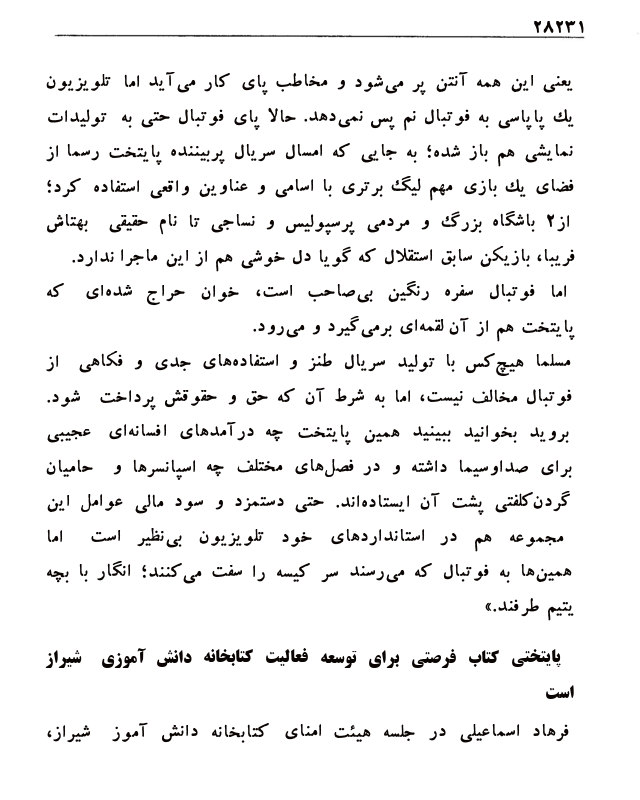 ۲۸۲۳۱
یعنی این همه آنتن پر می‌شود و مخاطب پای کار می‌آید اما تلویزیون
یك پاپاسی به فوتبال نم پس نمی‌دهد. حالا پای فوتبال حتی به تولیدات
نمایشی هم باز شده؛ به جایی که امسال سریال پربیننده پایتخت رسما از
فضای یك بازی مهم لیگ برتری با اسامی و عناوین واقعی استفاده کرد؛
از۲ باشگاه بزرگ و مردمی پرسپولیس و نساجی تا نام حقیقی بهتاش
فریبا، بازیکن سابق استقلال که گویا دل خوشی هم از این ماجرا ندارد.
اما فوتبال سفره رنگین بی‌صاحب است، خوان حراج شده‌ای که
پایتخت هم از آن لقمه‌ای برمی‌گیرد و می‌رود.
مسلما هیچ‌کس با تولید سریال طنز و استفاده‌های جدی و فکاهی از
فوتبال مخالف نیست، اما به شرط آن که حق و حقوقش پرداخت شود.
بروید بخوانید ببینید همین پایتخت چه درآمدهای افسانه‌ای عجیبی
برای صداوسیما داشته و در فصل‌های مختلف چه اسپانسرها و حامیان
گردن‌کلفتی پشت آن ایستاده‌اند. حتی دستمزد و سود مالی عوامل این
مجموعه هم در استانداردهای خود تلویزیون بی‌نظیر است اما
همین‌ها به فوتبال که می‌رسند سر کیسه را سفت می‌کنند؛ انگار با بچه
یتیم طرفند.»
پایتختی کتاب فرصتی برای توسعه فعالیت کتابخانه دانش آموزی شیراز
است
فرهاد اسماعیلی در جلسه هیئت امنای کتابخانه دانش آموز شیراز،